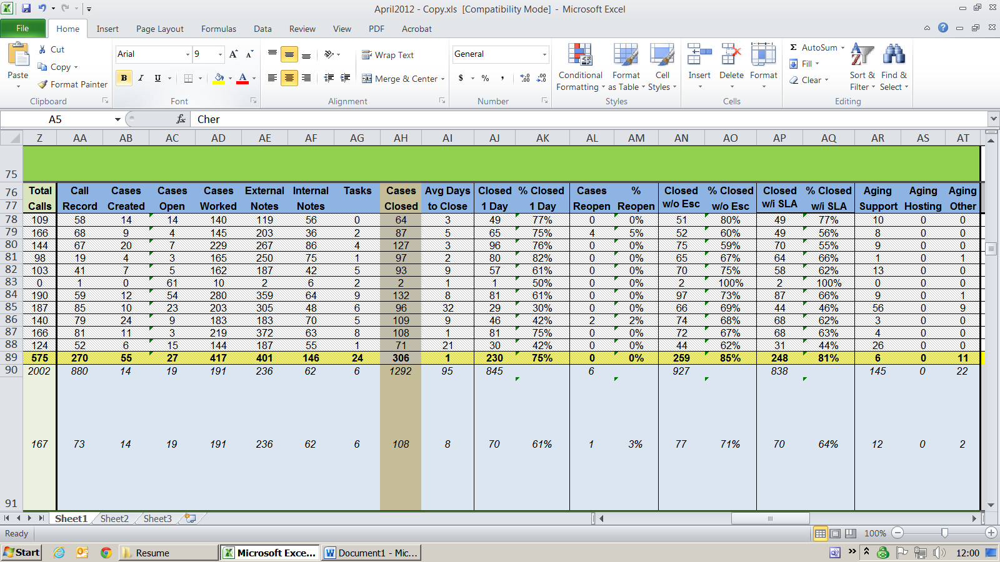 April2012 - Copy.xls [Compatibility Mode] - Microsoft Excel
File Home Insert Page Layout Formulas Data Review View PDF Acrobat
Paste Cut Copy Format Painter Clipboard
Arial 9 A A B I U A Font
Wrap Text Merge & Center Alignment
General $ % , .00 .00 Number
Conditional Formatting Format as Table Cell Styles Styles
Insert Delete Format Cells
Σ AutoSum Fill Clear Sort & Filter Find & Select Editing
A5 fx Cher
Z AA AB AC AD AE AF AG AH AI AJ AK AL AM AN AO AP AQ AR AS AT
75
76 Total Call Cases Cases Cases External Internal Tasks Cases Avg Days Closed % Closed Cases % Closed % Closed Closed % Closed Aging Aging Aging
77 Calls Record Created Open Worked Notes Notes Closed to Close 1 Day 1 Day Reopen Reopen w/o Esc w/o Esc w/i SLA w/i SLA Support Hosting Other
78 109 58 14 14 140 119 56 0 64 3 49 77% 0 0% 51 80% 49 77% 10 0 0
79 166 68 9 4 145 203 36 2 87 5 65 75% 4 5% 52 60% 49 56% 8 0 0
80 144 67 20 7 229 267 86 4 127 3 96 76% 0 0% 75 59% 70 55% 9 0 0
81 98 19 4 3 165 250 75 1 97 2 80 82% 0 0% 65 67% 64 66% 1 0 1
82 103 41 7 5 162 187 42 5 93 9 57 61% 0 0% 70 75% 58 62% 13 0 0
83 0 1 0 61 10 2 6 2 2 1 1 50% 0 0% 2 100% 2 100% 0 0 0
84 190 59 12 54 280 359 64 9 132 8 81 61% 0 0% 97 73% 87 66% 9 0 1
85 187 85 10 23 203 305 48 6 96 32 29 30% 0 0% 66 69% 44 46% 56 0 9
86 140 79 24 9 183 183 70 5 109 9 46 42% 2 2% 74 68% 68 62% 3 0 0
87 166 81 11 3 219 372 63 8 108 1 81 75% 0 0% 72 67% 68 63% 4 0 0
88 124 52 6 15 144 187 55 1 71 21 30 42% 0 0% 44 62% 31 44% 26 0 0
89 575 270 55 27 417 401 146 24 306 1 230 75% 0 0% 259 85% 248 81% 6 0 11
90 2002 880 14 19 191 236 62 6 1292 95 845 6 927 838 145 0 22
167 73 14 19 191 236 62 6 108 8 70 61% 1 3% 77 71% 70 64% 12 0 2
91
Sheet1 Sheet2 Sheet3
Ready 100%
Start Resume Microsoft Exce... Document1 - Mic... 12:00